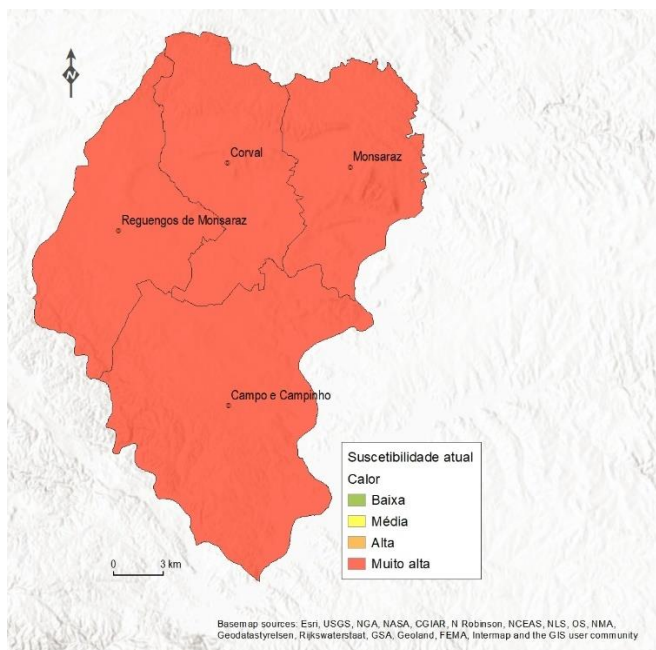 N
Corval
Monsaraz
Reguengos de Monsaraz
Campo e Campinho
Suscetibilidade atual
Calor
Baixa
Média
Alta
Muito alta
0 3 km
Basemap sources: Esri, USGS, NGA, NASA, CGIAR, N Robinson, NCEAS, NLS, OS, NMA,
Geodatastyrelsen, Rijkswaterstaat, GSA, Geoland, FEMA, Intermap and the GIS user community